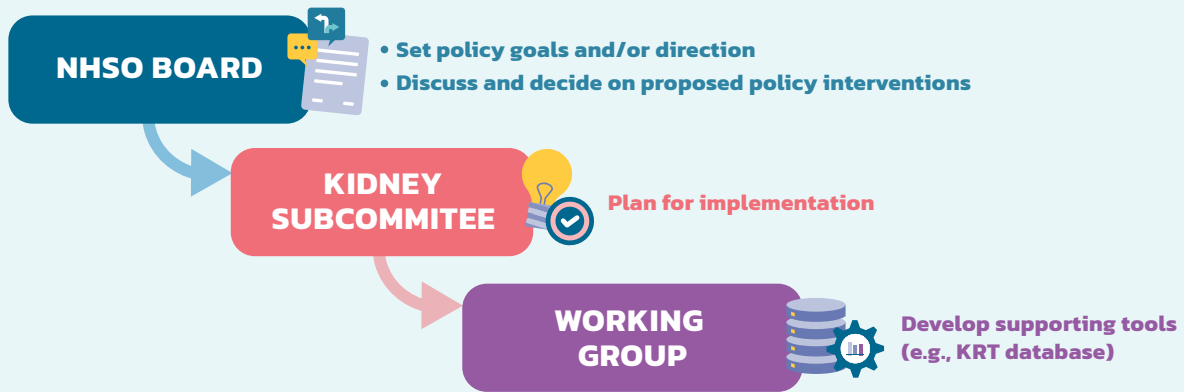 NHSO BOARD
• Set policy goals and/or direction
• Discuss and decide on proposed policy interventions
KIDNEY
SUBCOMMITEE
Plan for implementation
WORKING
GROUP
Develop supporting tools
(e.g., KRT database)